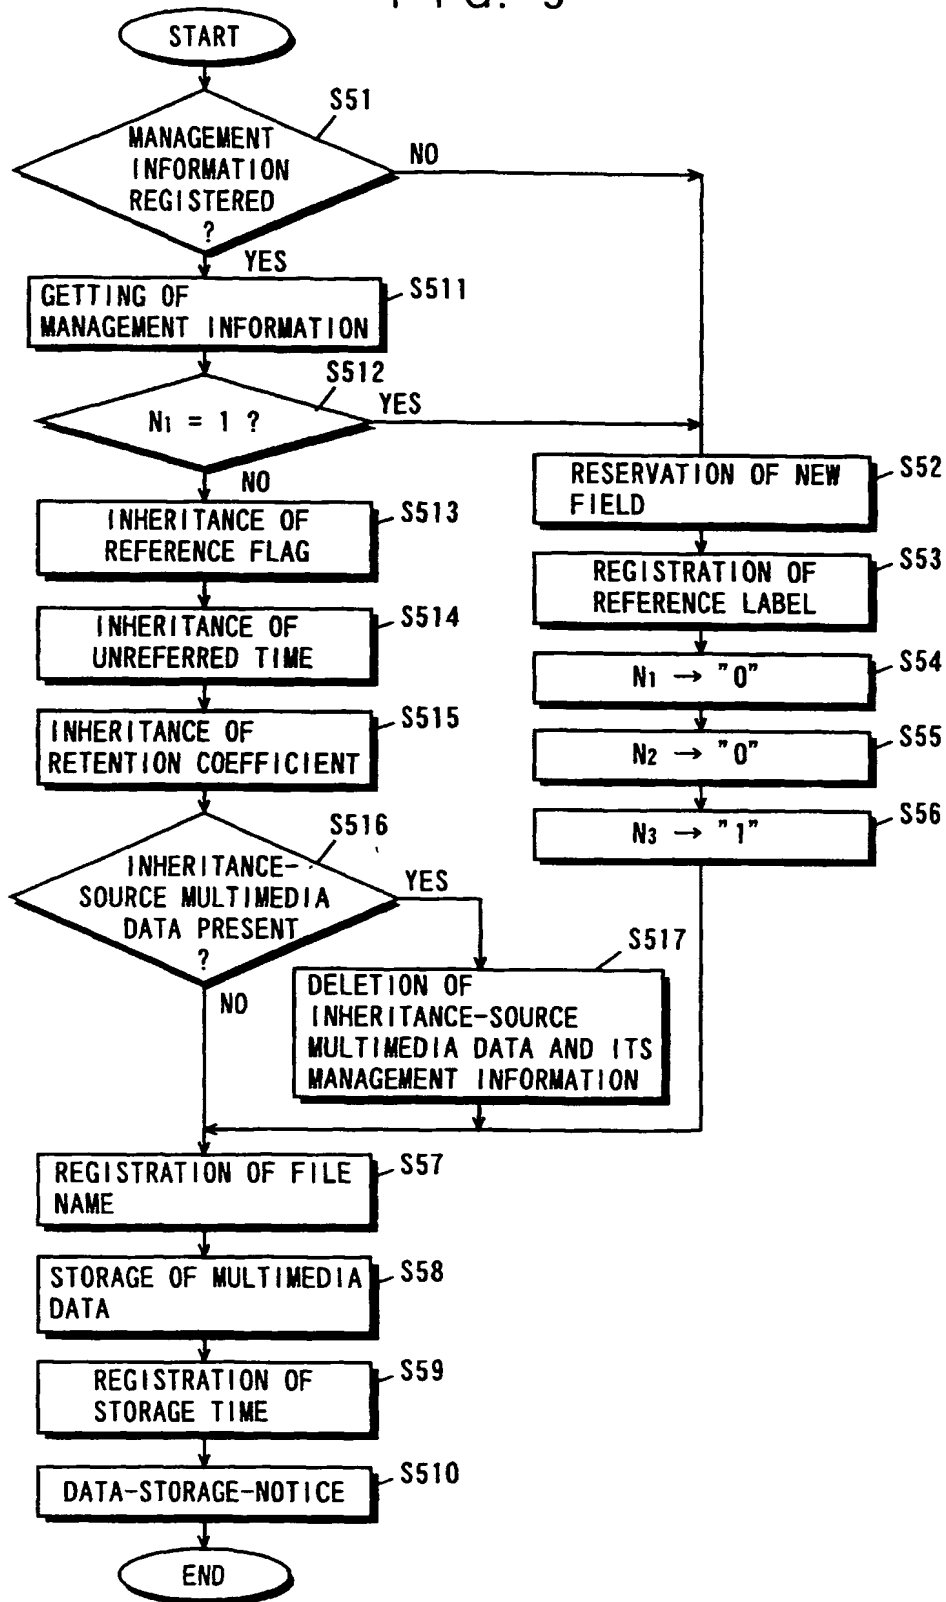 START
S51
MANAGEMENT
INFORMATION
REGISTERED
?
NO
YES
GETTING OF
MANAGEMENT INFORMATION
S511
S512
N1 = 1 ?
YES
NO
INHERITANCE OF
REFERENCE FLAG
S513
INHERITANCE OF
UNREFERRED TIME
S514
INHERITANCE OF
RETENTION COEFFICIENT
S515
S516
INHERITANCE-
SOURCE MULTIMEDIA
DATA PRESENT
?
YES
NO
S517
DELETION OF
INHERITANCE-SOURCE
MULTIMEDIA DATA AND ITS
MANAGEMENT INFORMATION
RESERVATION OF NEW
FIELD
S52
REGISTRATION OF
REFERENCE LABEL
S53
N1 → "0"
S54
N2 → "0"
S55
N3 → "1"
S56
REGISTRATION OF FILE
NAME
S57
STORAGE OF MULTIMEDIA
DATA
S58
REGISTRATION OF
STORAGE TIME
S59
DATA-STORAGE-NOTICE
S510
END